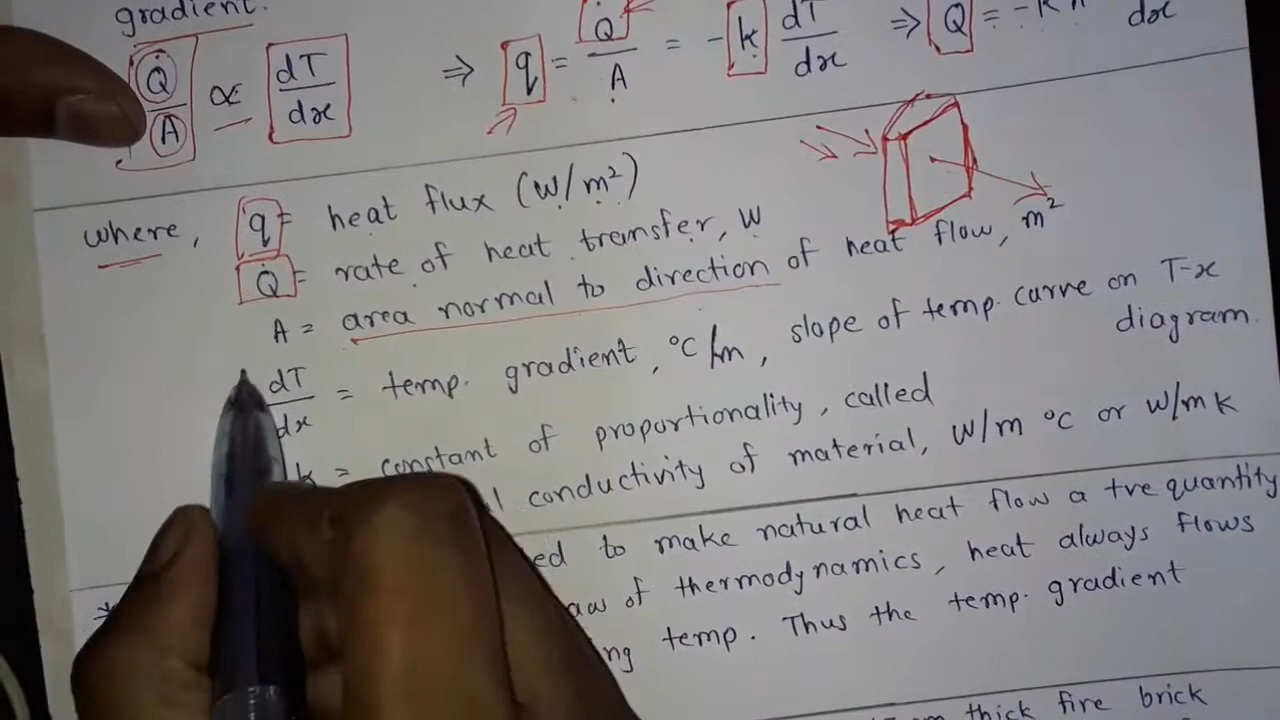 gradient.
Q̇/A ∝ dT/dx ⇒ q = Q̇/A = -k dT/dx ⇒ Q = -k dx
where, q = heat flux (W/m²)
Q̇ = rate of heat transfer, W
A = area normal to direction of heat flow, m²
dT/dx = temp. gradient, °C/m, slope of temp. curve on T-x diagram
k = constant of proportionality, called
conductivity of material, W/m °C or W/mk
to make natural heat flow a +ve quantity
of thermodynamics, heat always flows
temp. Thus the temp. gradient
thick fire brick